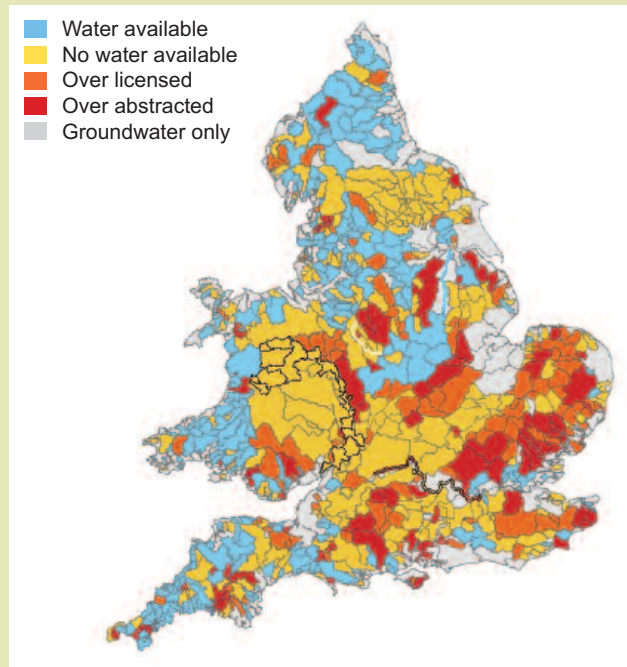 Water available
No water available
Over licensed
Over abstracted
Groundwater only